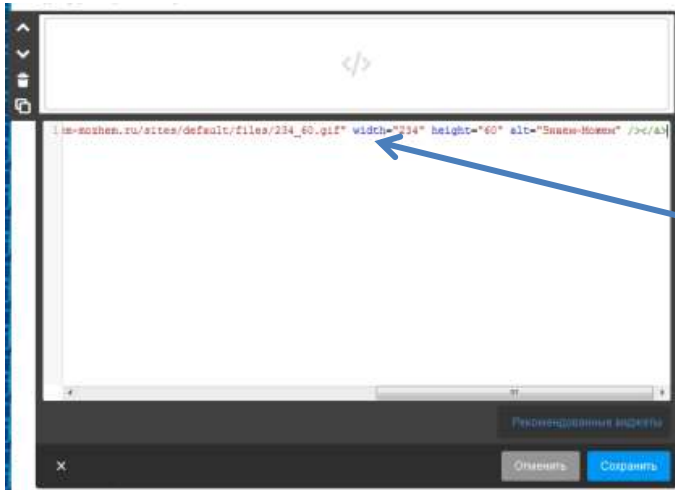 </>
1 m-mozhem.ru/sites/default/files/234_60.gif" width="234" height="60" alt="Знаем-Можем" /></a>
Рекомендованные виджеты
Отменить Сохранить